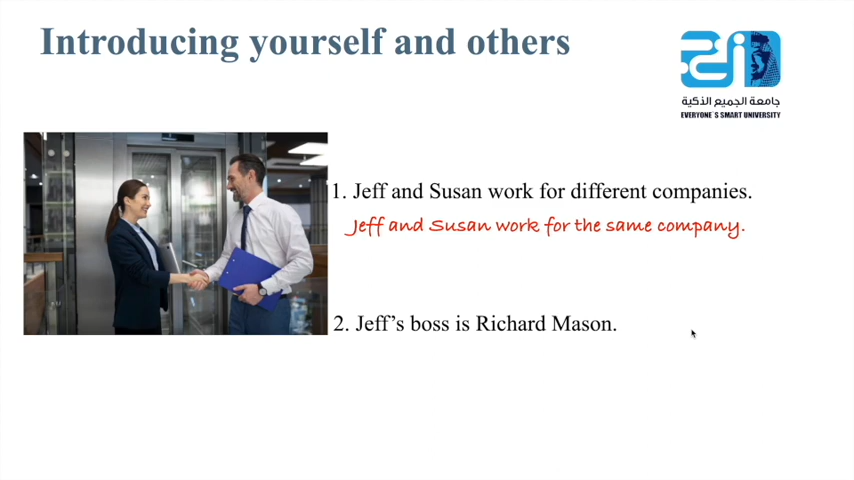 Introducing yourself and others
جامعة الجميع الذكية
EVERYONE`S SMART UNIVERSITY
1. Jeff and Susan work for different companies.
Jeff and Susan work for the same company.
2. Jeff’s boss is Richard Mason.